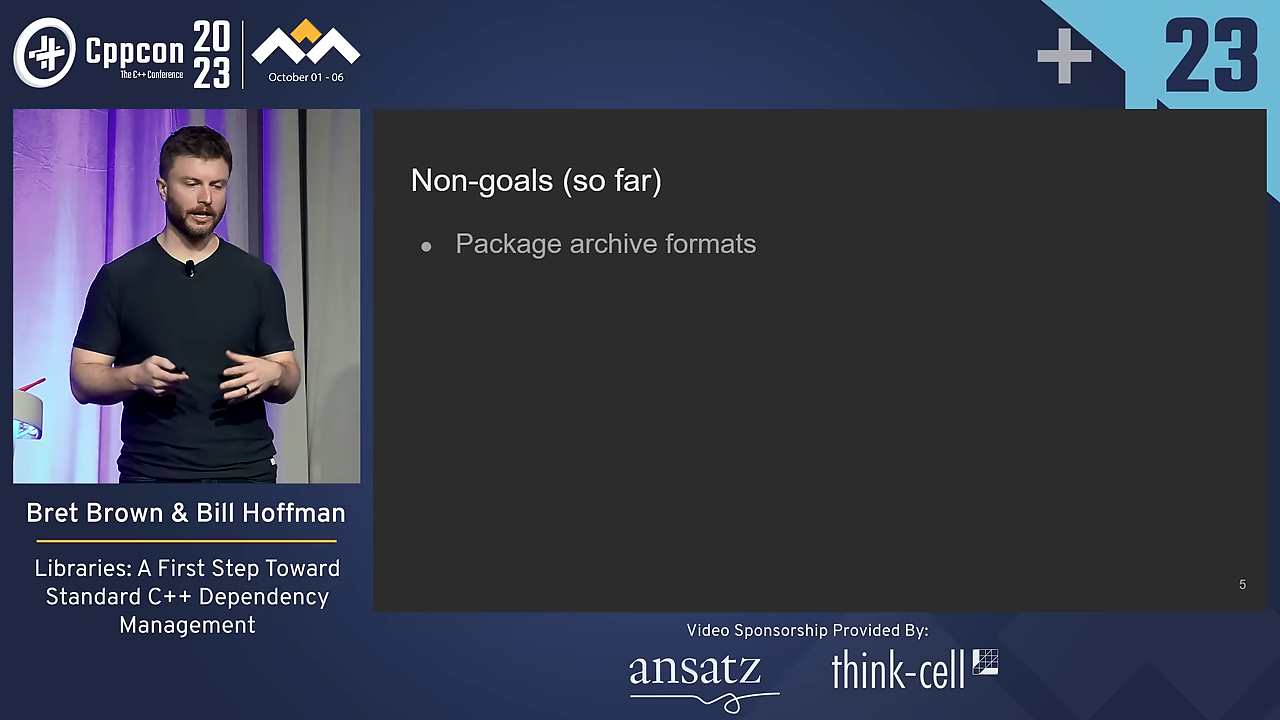 Cppcon
The C++ Conference
20
23
October 01 - 06
23
Non-goals (so far)
● Package archive formats
5
Bret Brown & Bill Hoffman
Libraries: A First Step Toward
Standard C++ Dependency
Management
Video Sponsorship Provided By:
ansatz
think-cell